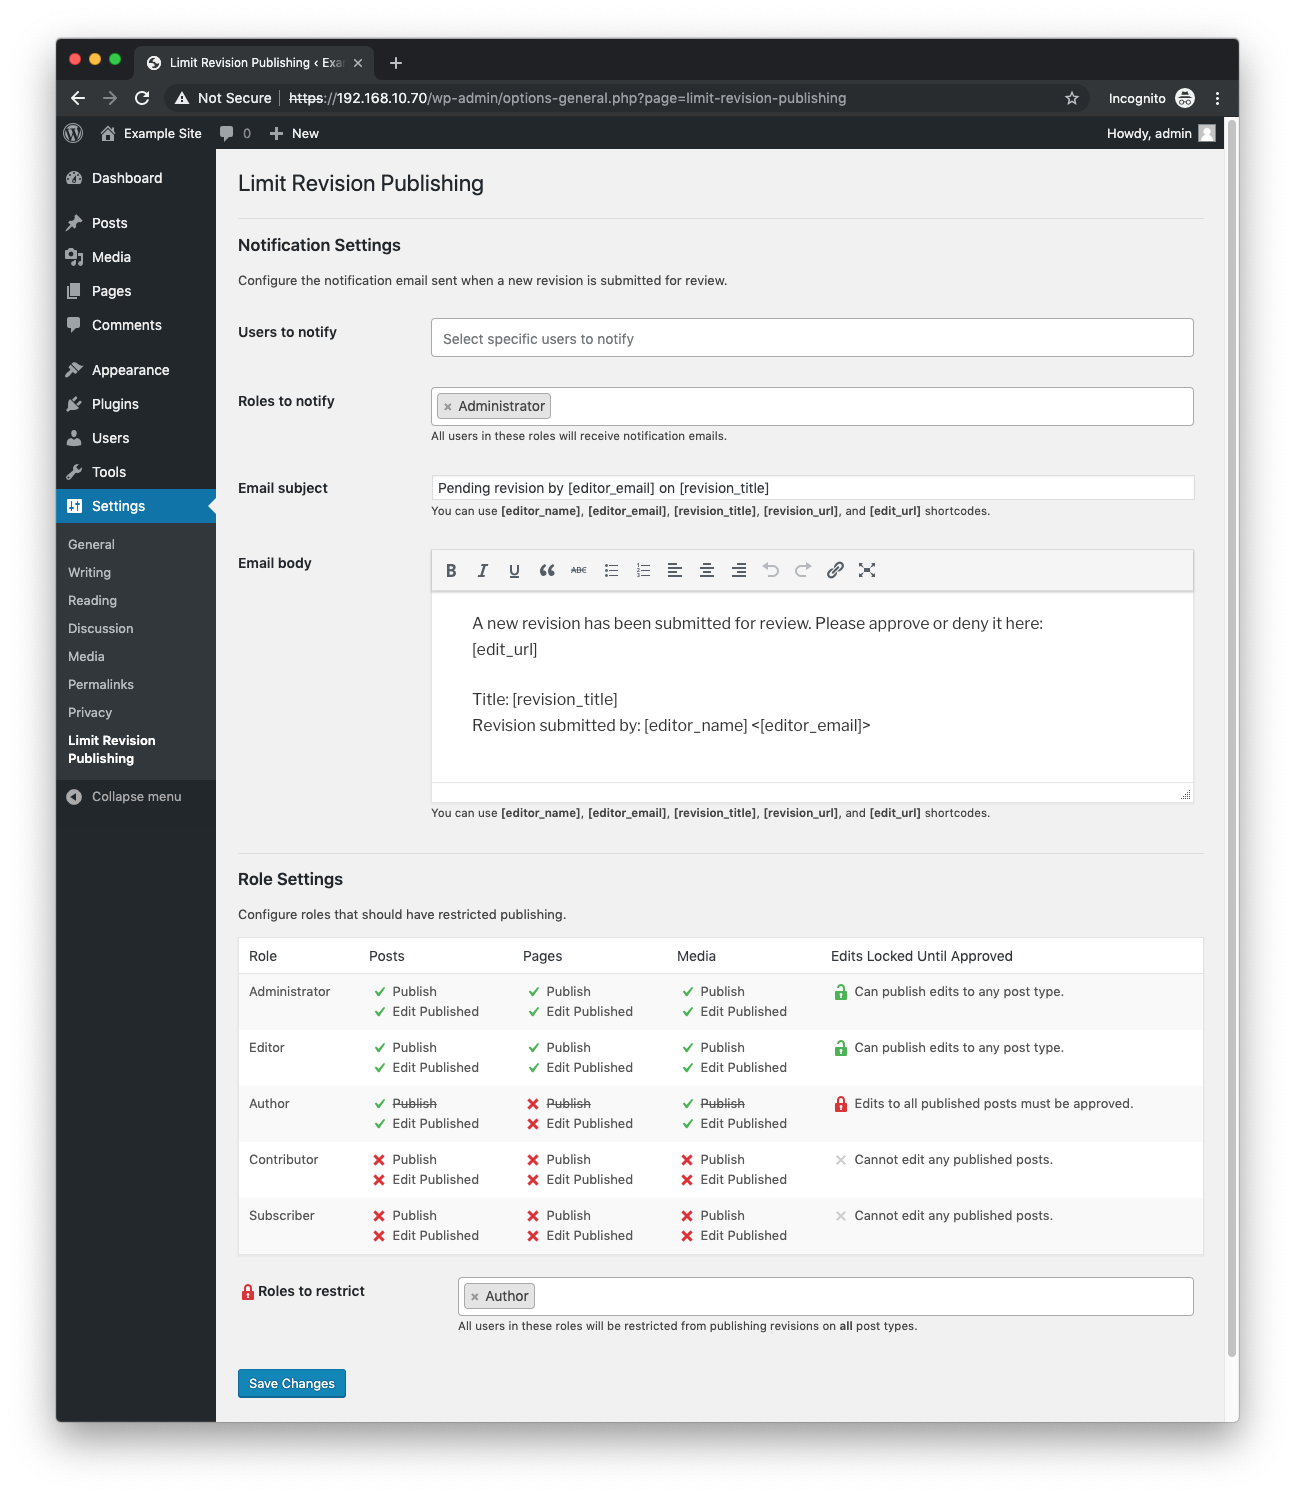 Limit Revision Publishing ‹ Exa
Not Secure https://192.168.10.70/wp-admin/options-general.php?page=limit-revision-publishing Incognito
Example Site 0 New Howdy, admin
Dashboard
Posts
Media
Pages
Comments
Appearance
Plugins
Users
Tools
Settings
General
Writing
Reading
Discussion
Media
Permalinks
Privacy
Limit Revision
Publishing
Collapse menu
Limit Revision Publishing
Notification Settings
Configure the notification email sent when a new revision is submitted for review.
Users to notify
Select specific users to notify
Roles to notify
× Administrator
All users in these roles will receive notification emails.
Email subject
Pending revision by [editor_email] on [revision_title]
You can use [editor_name], [editor_email], [revision_title], [revision_url], and [edit_url] shortcodes.
Email body
B I U “ ABC
A new revision has been submitted for review. Please approve or deny it here:
[edit_url]
Title: [revision_title]
Revision submitted by: [editor_name] <[editor_email]>
You can use [editor_name], [editor_email], [revision_title], [revision_url], and [edit_url] shortcodes.
Role Settings
Configure roles that should have restricted publishing.
Role Posts Pages Media Edits Locked Until Approved
Administrator Publish Publish Publish Can publish edits to any post type.
Edit Published Edit Published Edit Published
Editor Publish Publish Publish Can publish edits to any post type.
Edit Published Edit Published Edit Published
Author Publish Publish Publish Edits to all published posts must be approved.
Edit Published Edit Published Edit Published
Contributor Publish Publish Publish Cannot edit any published posts.
Edit Published Edit Published Edit Published
Subscriber Publish Publish Publish Cannot edit any published posts.
Edit Published Edit Published Edit Published
Roles to restrict
× Author
All users in these roles will be restricted from publishing revisions on all post types.
Save Changes